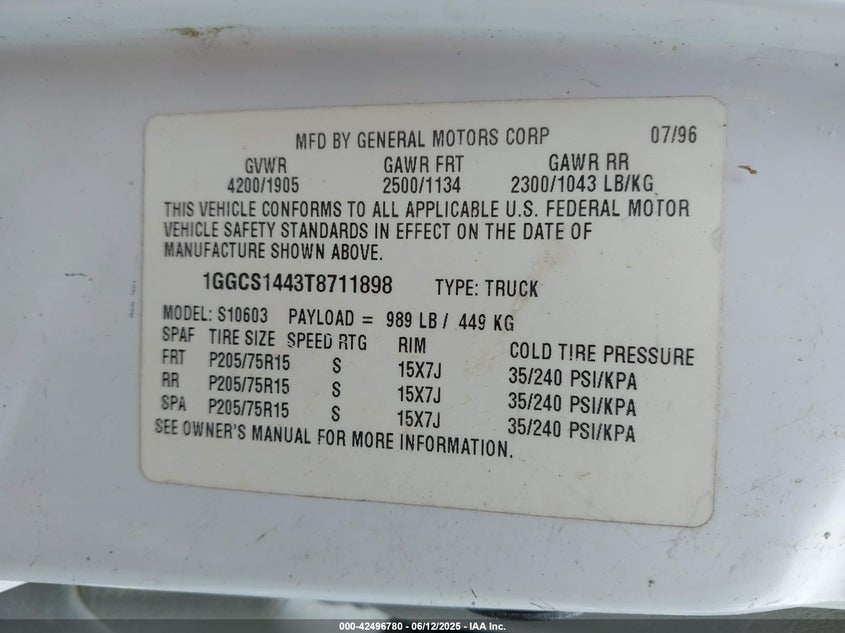 MFD BY GENERAL MOTORS CORP 07/96
GVWR GAWR FRT GAWR RR
4200/1905 2500/1134 2300/1043 LB/KG
THIS VEHICLE CONFORMS TO ALL APPLICABLE U.S. FEDERAL MOTOR
VEHICLE SAFETY STANDARDS IN EFFECT ON THE DATE OF
MANUFACTURE SHOWN ABOVE.
1GGCS1443T8711898 TYPE: TRUCK
MODEL: S10603 PAYLOAD = 989 LB / 449 KG
SPAF TIRE SIZE SPEED RTG RIM COLD TIRE PRESSURE
FRT P205/75R15 S 15X7J 35/240 PSI/KPA
RR P205/75R15 S 15X7J 35/240 PSI/KPA
SPA P205/75R15 S 15X7J 35/240 PSI/KPA
SEE OWNER'S MANUAL FOR MORE INFORMATION.
000-42496780 - 06/12/2025 - IAA Inc.